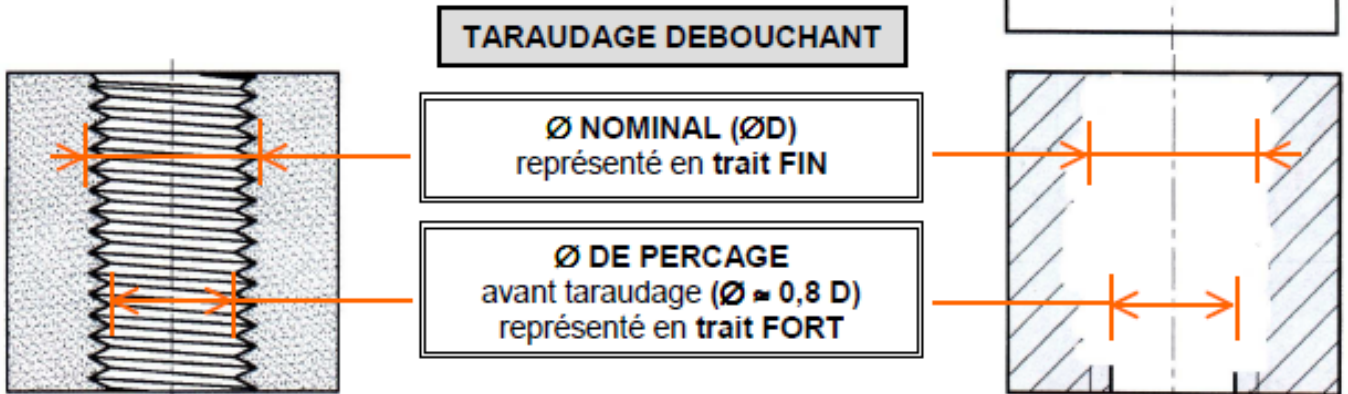 TARAUDAGE DEBOUCHANT
Ø NOMINAL (ØD)
représenté en trait FIN
Ø DE PERCAGE
avant taraudage (Ø ≈ 0,8 D)
représenté en trait FORT